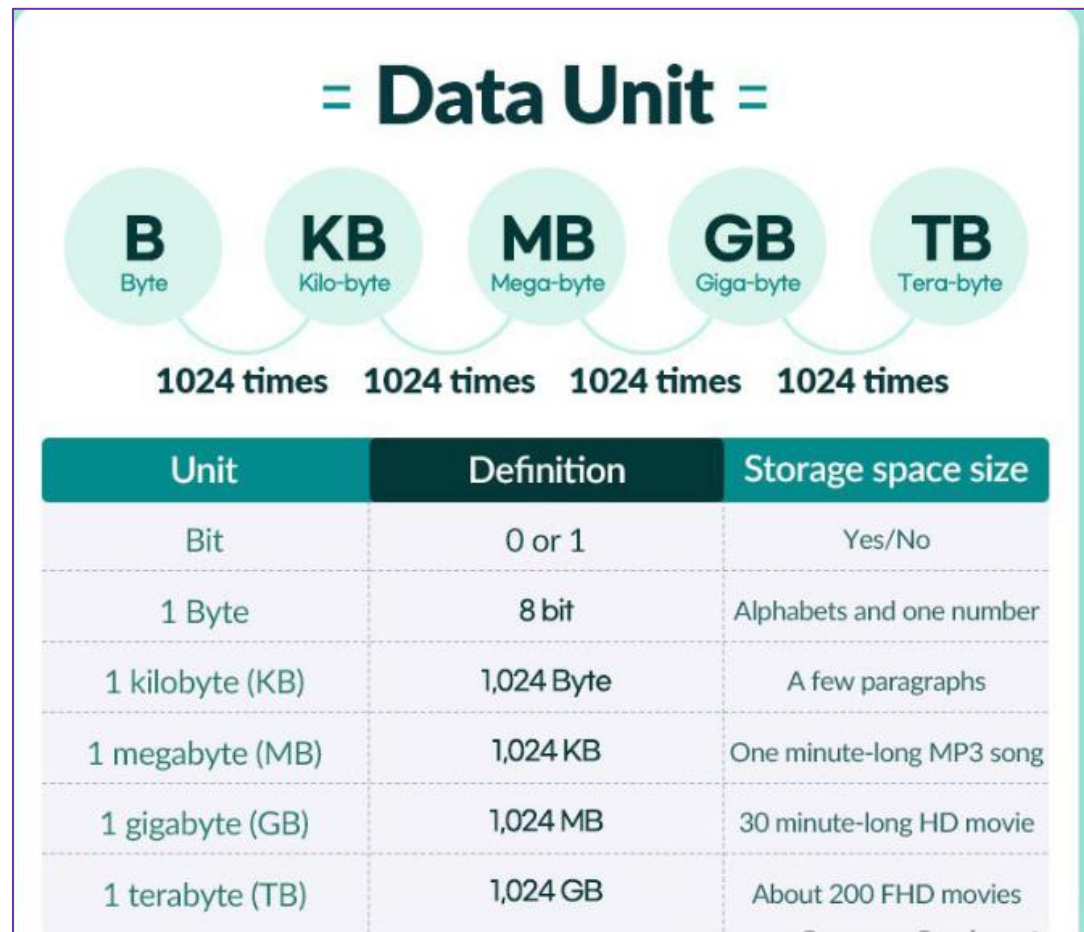 = Data Unit =
B KB MB GB TB
Byte Kilo-byte Mega-byte Giga-byte Tera-byte
1024 times 1024 times 1024 times 1024 times
Unit Definition Storage space size
Bit 0 or 1 Yes/No
1 Byte 8 bit Alphabets and one number
1 kilobyte (KB) 1,024 Byte A few paragraphs
1 megabyte (MB) 1,024 KB One minute-long MP3 song
1 gigabyte (GB) 1,024 MB 30 minute-long HD movie
1 terabyte (TB) 1,024 GB About 200 FHD movies